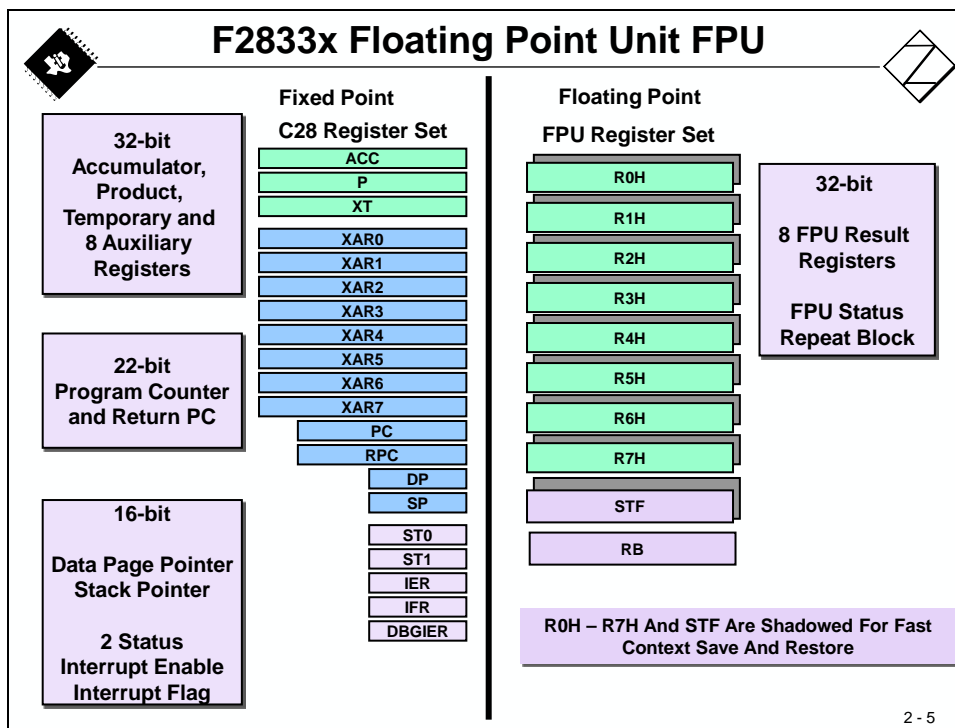 F2833x Floating Point Unit FPU
32-bit
Accumulator,
Product,
Temporary and
8 Auxiliary
Registers
22-bit
Program Counter
and Return PC
16-bit
Data Page Pointer
Stack Pointer
2 Status
Interrupt Enable
Interrupt Flag
Fixed Point
C28 Register Set
ACC
P
XT
XAR0
XAR1
XAR2
XAR3
XAR4
XAR5
XAR6
XAR7
PC
RPC
DP
SP
ST0
ST1
IER
IFR
DBGIER
Floating Point
FPU Register Set
R0H
R1H
R2H
R3H
R4H
R5H
R6H
R7H
STF
RB
32-bit
8 FPU Result
Registers
FPU Status
Repeat Block
R0H – R7H And STF Are Shadowed For Fast
Context Save And Restore
2 - 5